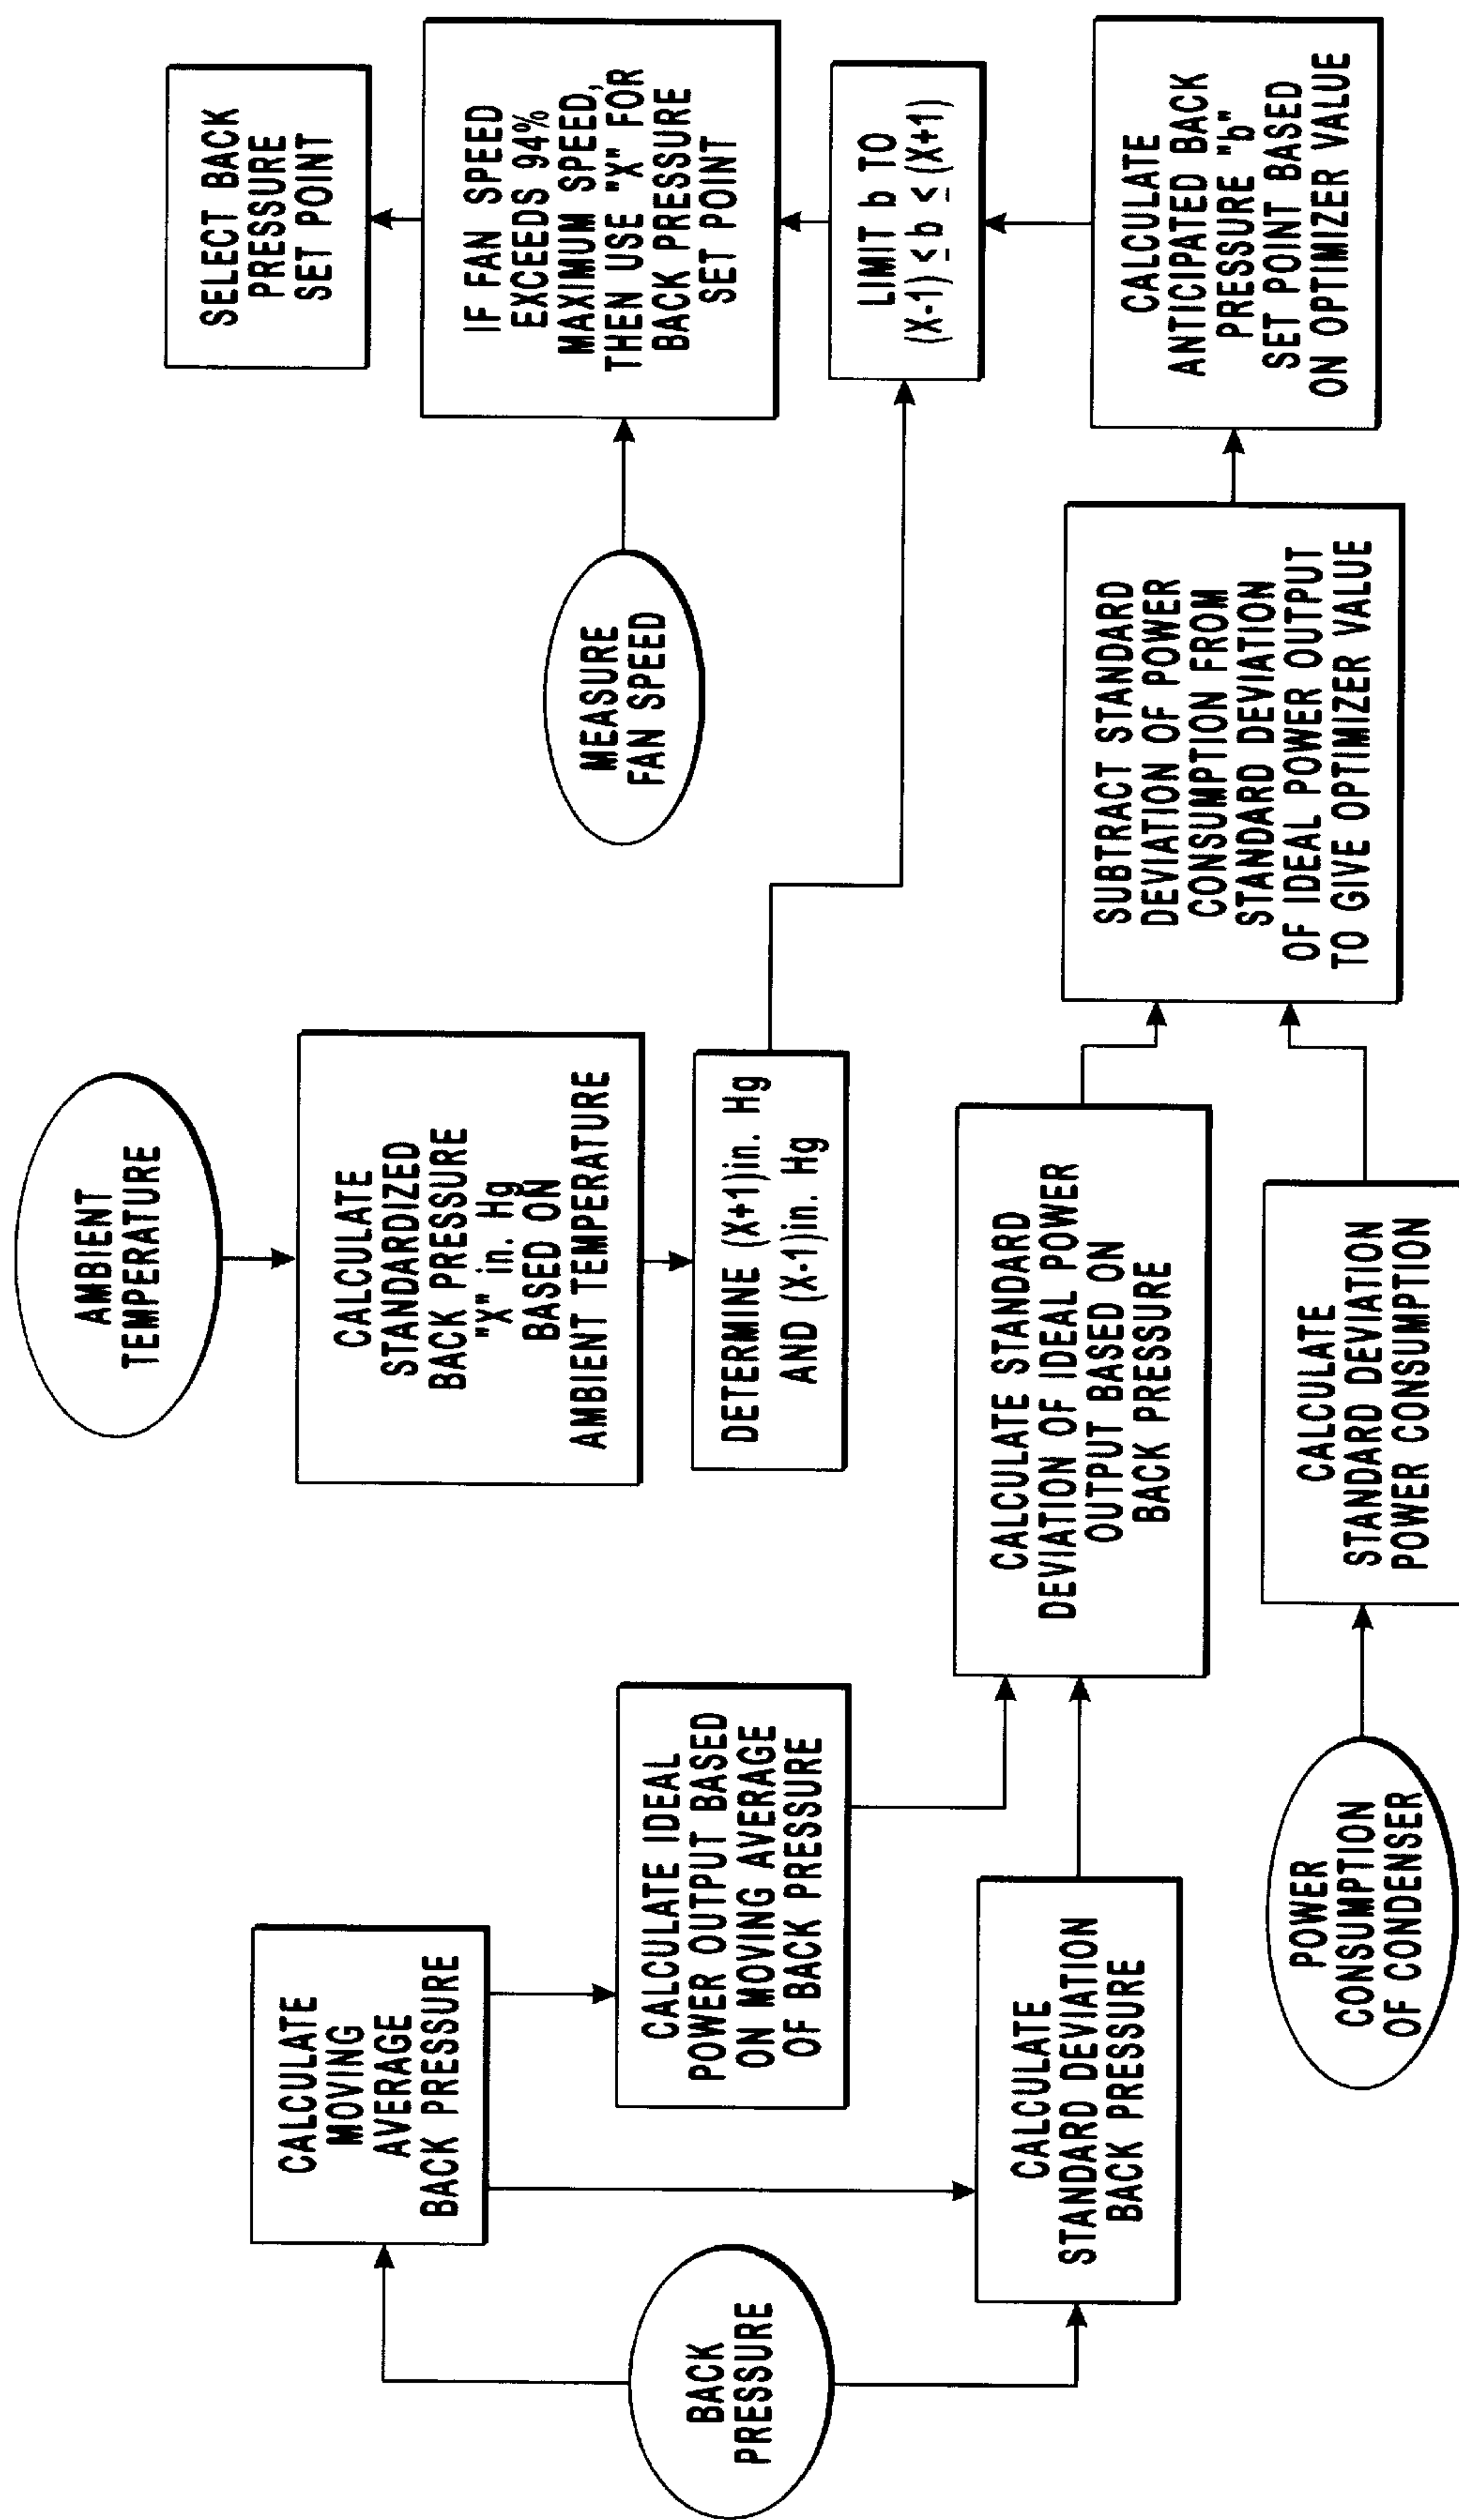 BACK
PRESSURE
CALCULATE
MOVING
AVERAGE
BACK PRESSURE
CALCULATE IDEAL
POWER OUTPUT BASED
ON MOVING AVERAGE
OF BACK PRESSURE
CALCULATE
STANDARD DEVIATION
BACK PRESSURE
POWER
CONSUMPTION
OF CONDENSER
AMBIENT
TEMPERATURE
CALCULATE
STANDARDIZED
BACK PRESSURE
"X" in. Hg
BASED ON
AMBIENT TEMPERATURE
DETERMINE (X+1)in. Hg
AND (X-1)in. Hg
CALCULATE STANDARD
DEVIATION OF IDEAL POWER
OUTPUT BASED ON
BACK PRESSURE
CALCULATE
STANDARD DEVIATION
POWER CONSUMPTION
MEASURE
FAN SPEED
SUBTRACT STANDARD
DEVIATION OF POWER
CONSUMPTION FROM
STANDARD DEVIATION
OF IDEAL POWER OUTPUT
TO GIVE OPTIMIZER VALUE
SELECT BACK
PRESSURE
SET POINT
IF FAN SPEED
EXCEEDS 94%
MAXIMUM SPEED,
THEN USE "X" FOR
BACK PRESSURE
SET POINT
LIMIT b TO
(X-1) ≤ b ≤ (X+1)
CALCULATE
ANTICIPATED BACK
PRESSURE "b"
SET POINT BASED
ON OPTIMIZER VALUE